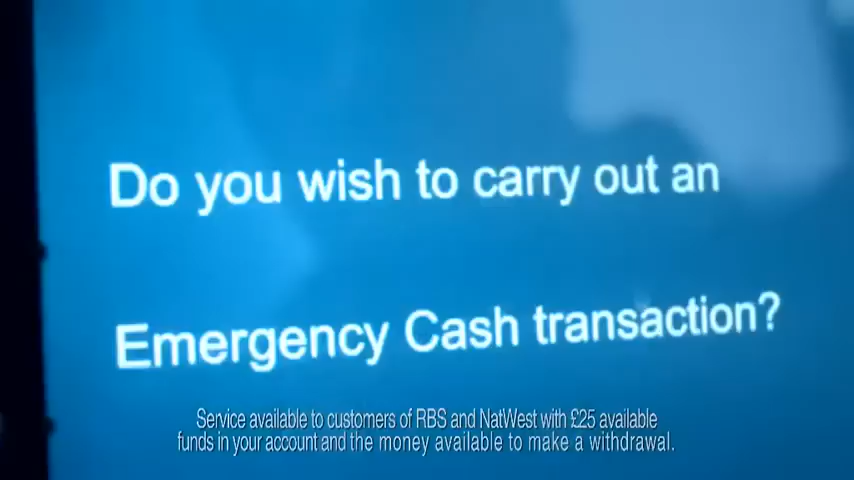 Do you wish to carry out an
Emergency Cash transaction?
Service available to customers of RBS and NatWest with £25 available
funds in your account and the money available to make a withdrawal.